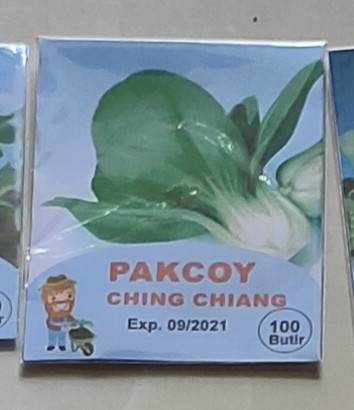 PAKCOY
CHING CHIANG
Exp. 09/2021
100
Butir